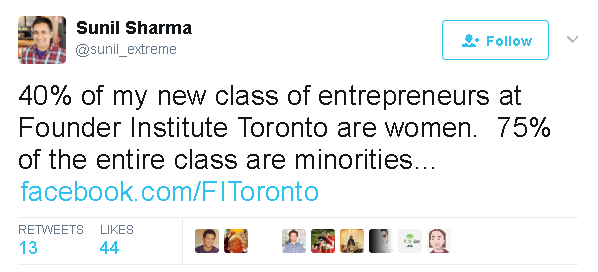 Sunil Sharma
@sunil_extreme
Follow
40% of my new class of entrepreneurs at
Founder Institute Toronto are women.  75%
of the entire class are minorities...
facebook.com/FIToronto
RETWEETS LIKES
13 44